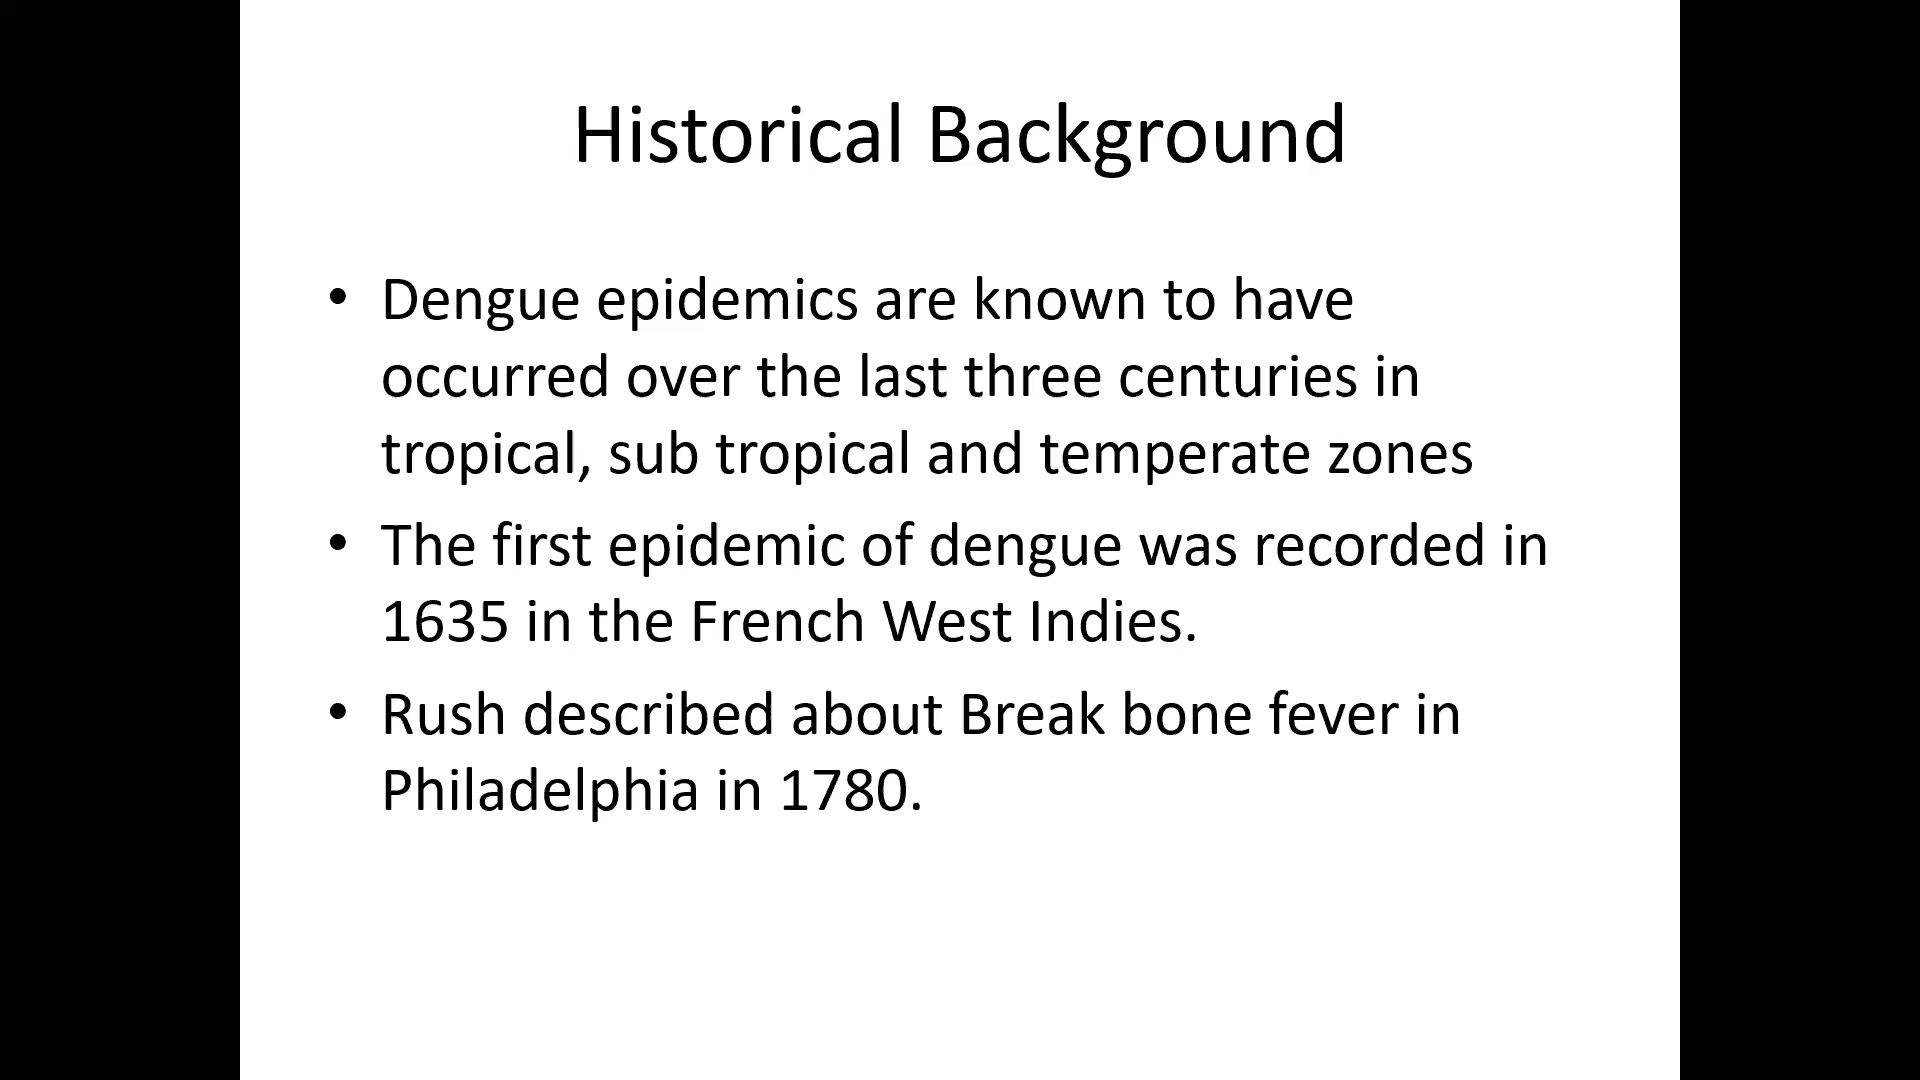 Historical Background
• Dengue epidemics are known to have
occurred over the last three centuries in
tropical, sub tropical and temperate zones
• The first epidemic of dengue was recorded in
1635 in the French West Indies.
• Rush described about Break bone fever in
Philadelphia in 1780.